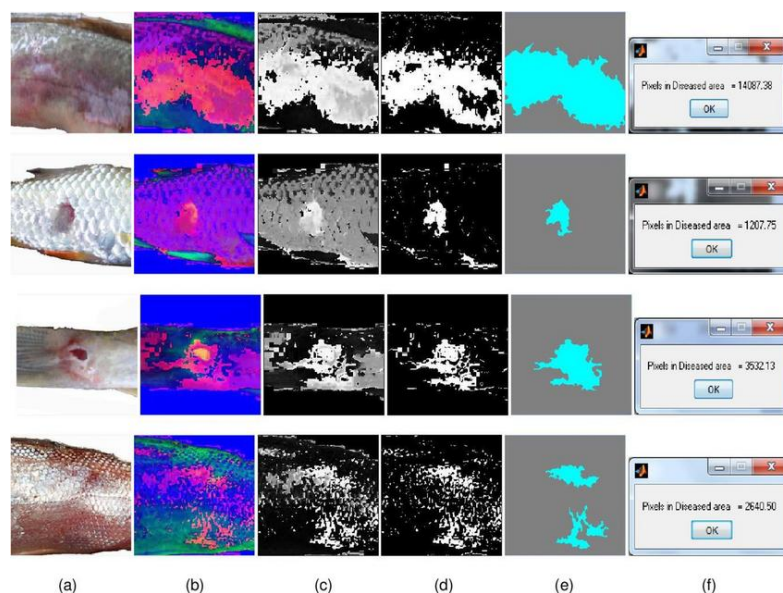 Pixels in Diseased area = 14087.38
OK
Pixels in Diseased area = 1207.75
OK
Pixels in Diseased area = 3532.13
OK
Pixels in Diseased area = 2640.50
OK
(a) (b) (c) (d) (e) (f)